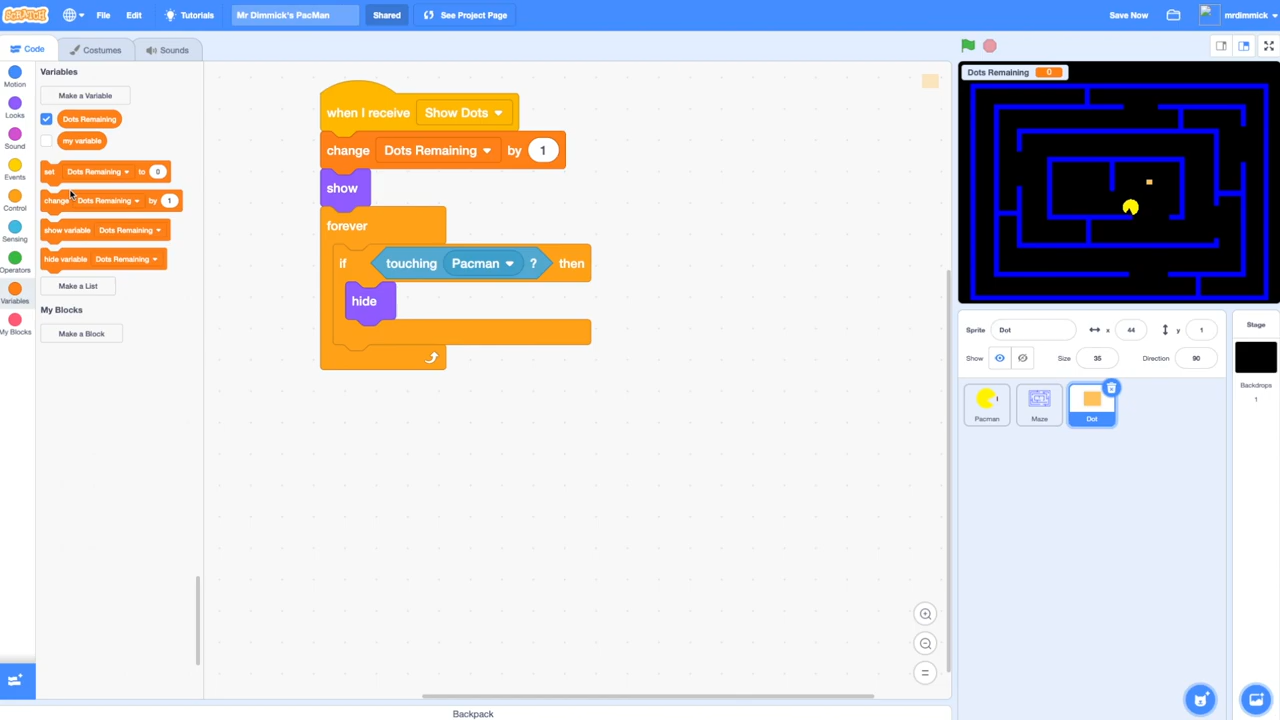 SCRATCH File Edit Tutorials Mr Dimmick's PacMan Shared See Project Page Save Now mrdimmick
Code Costumes Sounds
Motion
Looks
Sound
Events
Control
Sensing
Operators
Variables
My Blocks
Variables
Make a Variable
Dots Remaining
my variable
set Dots Remaining to 0
change Dots Remaining by 1
show variable Dots Remaining
hide variable Dots Remaining
Make a List
My Blocks
Make a Block
when I receive Show Dots
change Dots Remaining by 1
show
forever
if touching Pacman ? then
hide
Dots Remaining 0
Sprite Dot x 44 y 1
Show Size 35 Direction 90
Pacman Maze Dot
Stage
Backdrops
1
Backpack